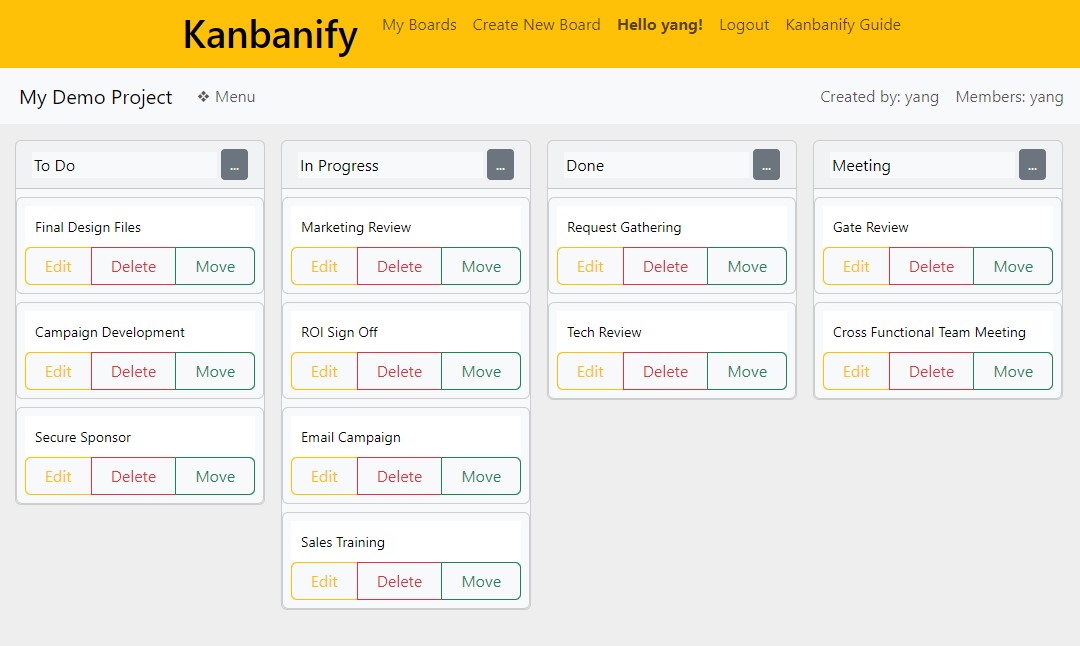 Kanbanify My Boards Create New Board Hello yang! Logout Kanbanify Guide
My Demo Project ❖ Menu Created by: yang Members: yang
To Do ...
Final Design Files
Edit Delete Move
Campaign Development
Edit Delete Move
Secure Sponsor
Edit Delete Move
In Progress ...
Marketing Review
Edit Delete Move
ROI Sign Off
Edit Delete Move
Email Campaign
Edit Delete Move
Sales Training
Edit Delete Move
Done ...
Request Gathering
Edit Delete Move
Tech Review
Edit Delete Move
Meeting ...
Gate Review
Edit Delete Move
Cross Functional Team Meeting
Edit Delete Move